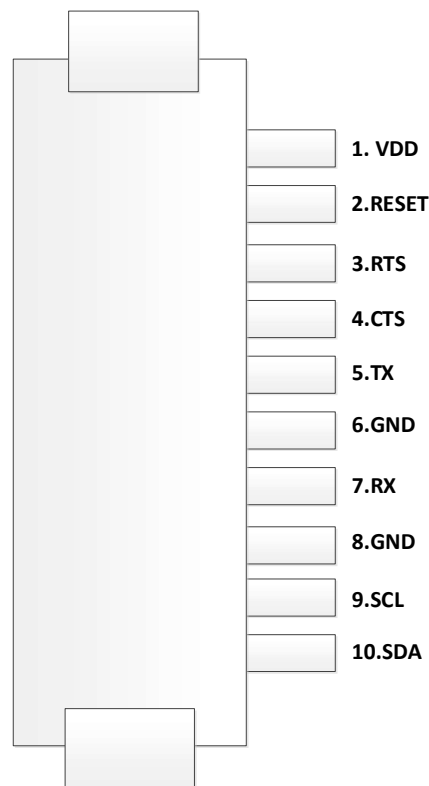 1. VDD
2.RESET
3.RTS
4.CTS
5.TX
6.GND
7.RX
8.GND
9.SCL
10.SDA